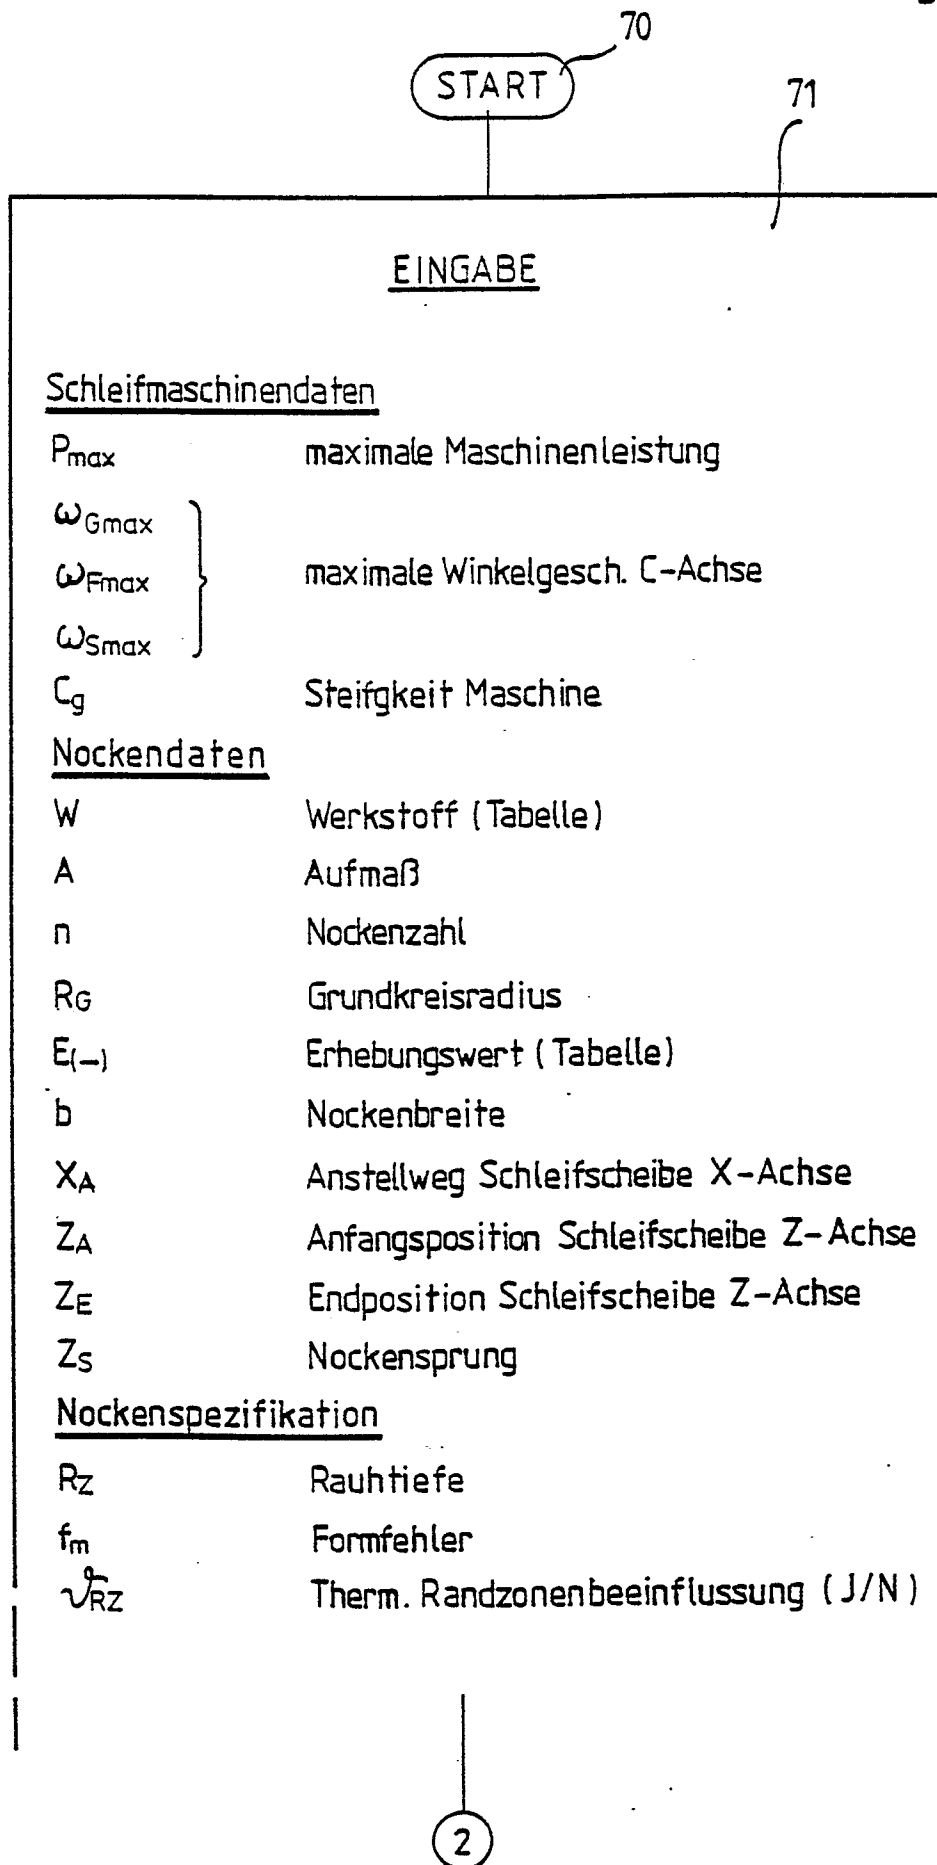 70
START
71
EINGABE
Schleifmaschinendaten
Pmax maximale Maschinenleistung
ωGmax
ωFmax maximale Winkelgesch. C-Achse
ωSmax
Cg Steifgkeit Maschine
Nockendaten
W Werkstoff (Tabelle)
A Aufmaß
n Nockenzahl
RG Grundkreisradius
E(-) Erhebungswert (Tabelle)
b Nockenbreite
XA Anstellweg Schleifscheibe X-Achse
ZA Anfangsposition Schleifscheibe Z-Achse
ZE Endposition Schleifscheibe Z-Achse
ZS Nockensprung
Nockenspezifikation
RZ Rauhtiefe
fm Formfehler
ϑRZ Therm. Randzonenbeeinflussung (J/N)
2